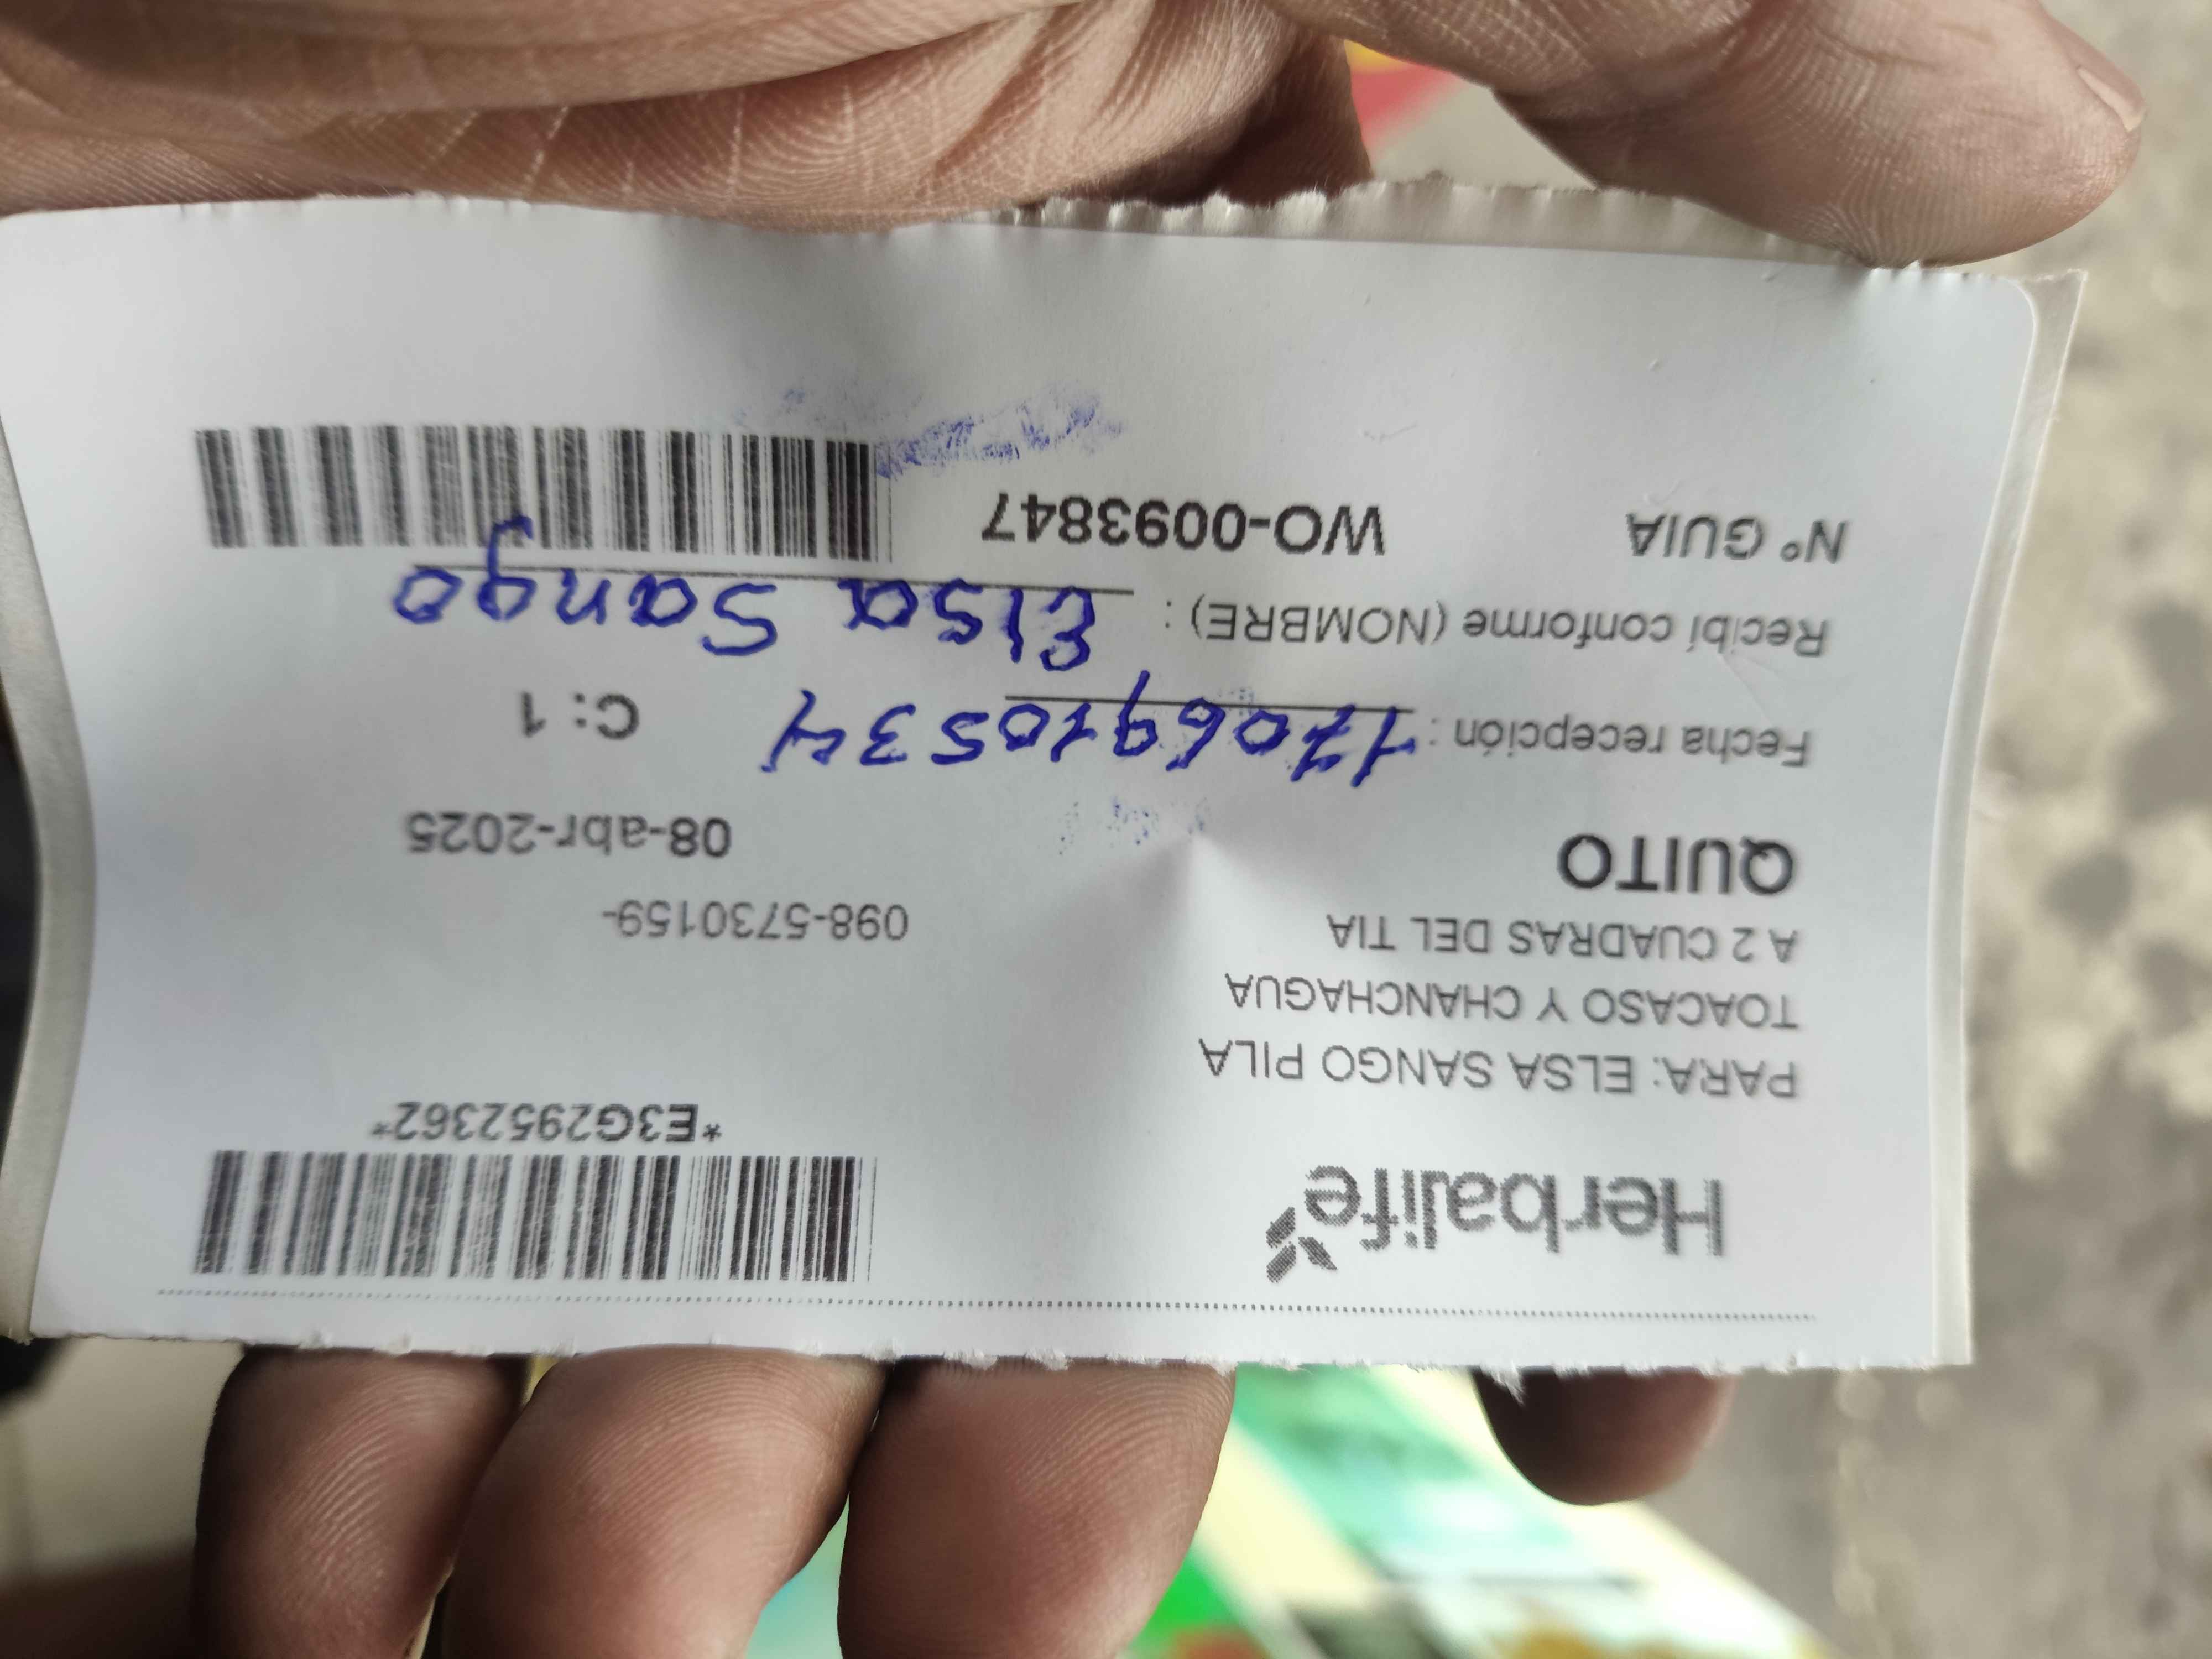 Herbalife
*E3G2952362*
PARA: ELSA SANGO PILA
TOACASO Y CHANCHAGUA
A 2 CUADRAS DEL TIA
098-5730159-
QUITO
08-abr-2025
Fecha recepción : 1706910534
C: 1
Recibí conforme (NOMBRE) : Elsa Sango
Nº GUIA WO-0093847